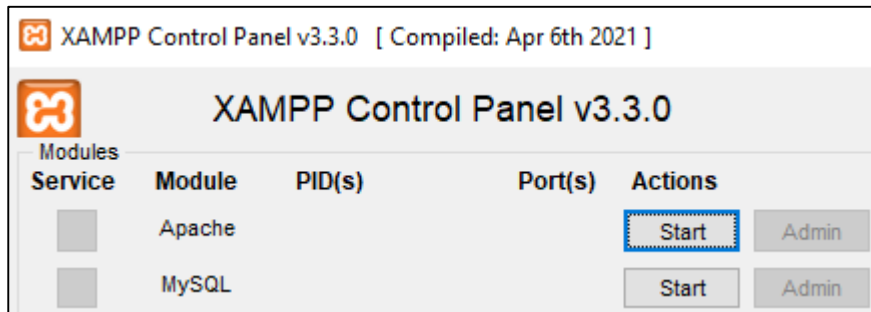 XAMPP Control Panel v3.3.0 [ Compiled: Apr 6th 2021 ]
XAMPP Control Panel v3.3.0
Modules
Service Module PID(s) Port(s) Actions
Apache Start Admin
MySQL Start Admin